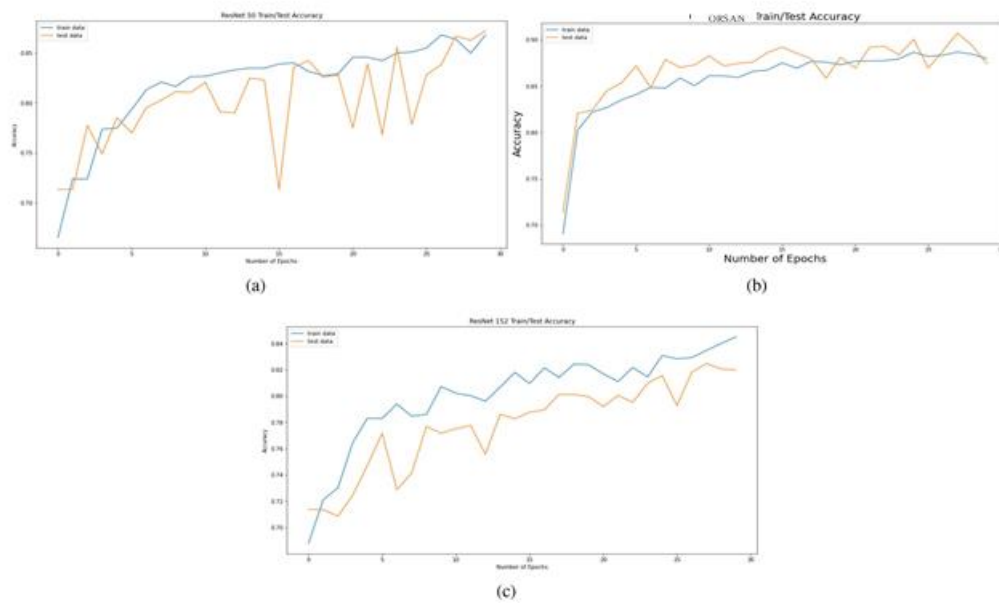 ResNet 50 Train/Test Accuracy
train data
test data
0.85
0.80
0.75
0.70
Accuracy
0 5 10 15 20 25 30
Number of Epochs
(a)
ORSAN Train/Test Accuracy
train data
test data
0.90
0.80
0.75
0.70
Accuracy
0 5 10 15 20 25
Number of Epochs
(b)
ResNet 152 Train/Test Accuracy
train data
test data
0.84
0.82
0.80
0.78
0.76
0.74
0.72
0.70
Accuracy
0 5 10 15 20 25 30
Number of Epochs
(c)